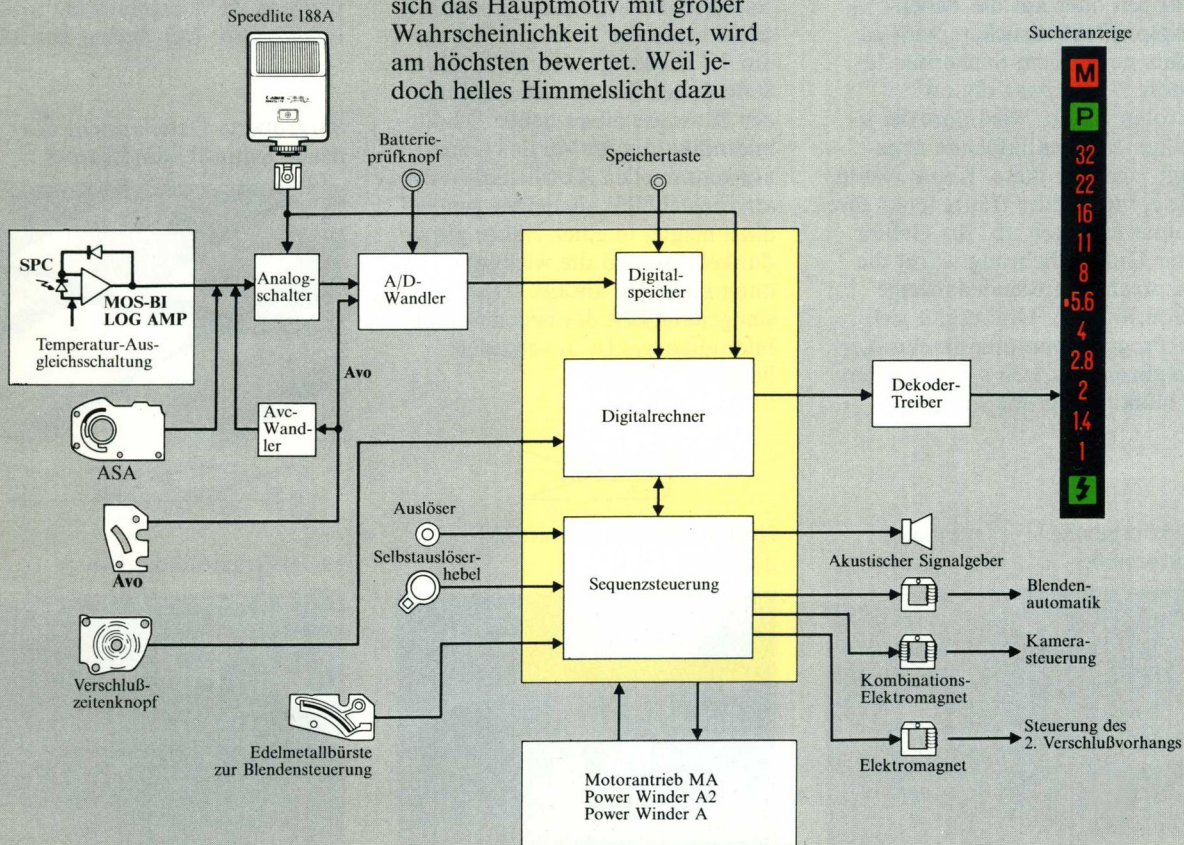 sich das Hauptmotiv mit großer
Wahrscheinlichkeit befindet, wird
am höchsten bewertet. Weil je-
doch helles Himmelslicht dazu
Speedlite 188A
Canon
Batterie-
prüfknopf
Speichertaste
Sucheranzeige
M
P
32
22
16
11
8
5.6
4
2.8
2
1.4
1
SPC
MOS-BI
LOG AMP
Temperatur-Aus-
gleichsschaltung
Analog-
schalter
A/D-
Wandler
Digital-
speicher
Avo
Avc-
Wand-
ler
ASA
Digitalrechner
Dekoder-
Treiber
Avo
Auslöser
Selbstauslöser-
hebel
Sequenzsteuerung
Akustischer Signalgeber
Blenden-
automatik
Kamera-
steuerung
Kombinations-
Elektromagnet
Verschluß-
zeitenknopf
Edelmetallbürste
zur Blendensteuerung
Steuerung des
2. Verschlußvorhangs
Elektromagnet
Motorantrieb MA
Power Winder A2
Power Winder A